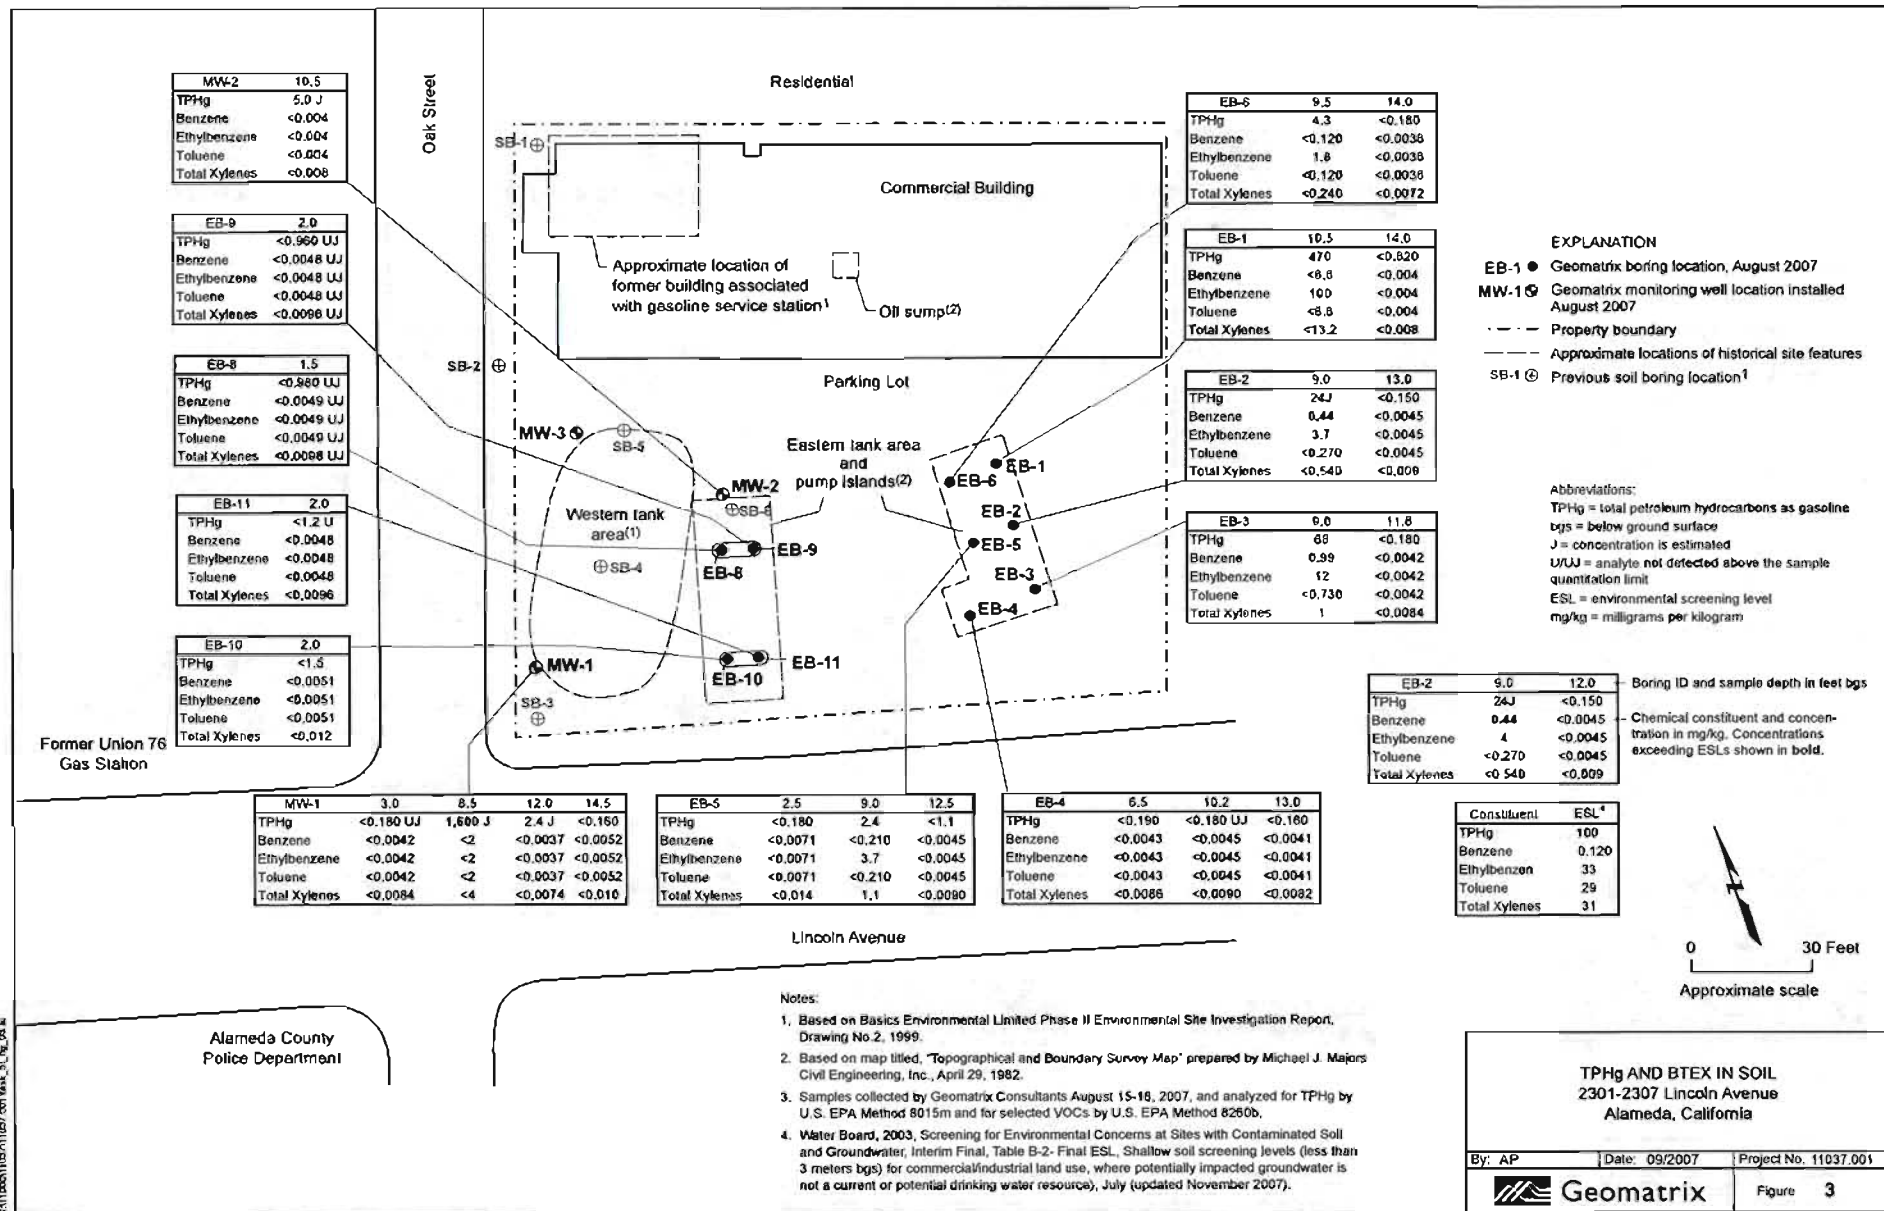 Residential
Oak Street
Commercial Building
SB-1
Approximate location of
former building associated
with gasoline service station1
Oil sump(2)
SB-2
Parking Lot
MW-3
SB-5
Eastern tank area
and
pump islands(2)
MW-2
SB-6
Western tank
area(1)
SB-4
EB-9
EB-8
EB-11
EB-10
MW-1
SB-3
EB-1
EB-6
EB-2
EB-5
EB-3
EB-4
Former Union 76
Gas Station
Lincoln Avenue
Alameda County
Police Department
MW-2 10.5
TPHg 5.0 J
Benzene <0.004
Ethylbenzene <0.004
Toluene <0.004
Total Xylenes <0.008
EB-9 2.0
TPHg <0.960 UJ
Benzene <0.0048 UJ
Ethylbenzene <0.0048 UJ
Toluene <0.0048 UJ
Total Xylenes <0.0096 UJ
EB-8 1.5
TPHg <0.980 UJ
Benzene <0.0049 UJ
Ethylbenzene <0.0049 UJ
Toluene <0.0049 UJ
Total Xylenes <0.0098 UJ
EB-11 2.0
TPHg <1.2 U
Benzene <0.0048
Ethylbenzene <0.0048
Toluene <0.0048
Total Xylenes <0.0096
EB-10 2.0
TPHg <1.5
Benzene <0.0051
Ethylbenzene <0.0051
Toluene <0.0051
Total Xylenes <0.012
EB-6 9.5 14.0
TPHg 4.3 <0.180
Benzene <0.120 <0.0036
Ethylbenzene 1.8 <0.0036
Toluene <0.120 <0.0036
Total Xylenes <0.240 <0.0072
EB-1 10.5 14.0
TPHg 470 <0.820
Benzene <6.6 <0.004
Ethylbenzene 100 <0.004
Toluene <6.6 <0.004
Total Xylenes <13.2 <0.008
EB-2 9.0 13.0
TPHg 24J <0.150
Benzene 0.44 <0.0045
Ethylbenzene 3.7 <0.0045
Toluene <0.270 <0.0045
Total Xylenes <0.540 <0.009
EB-3 9.0 11.8
TPHg 68 <0.180
Benzene 0.99 <0.0042
Ethylbenzene 12 <0.0042
Toluene <0.730 <0.0042
Total Xylenes 1 <0.0084
MW-1 3.0 8.5 12.0 14.5
TPHg <0.180 UJ 1,600 J 2.4 J <0.160
Benzene <0.0042 <2 <0.0037 <0.0052
Ethylbenzene <0.0042 <2 <0.0037 <0.0052
Toluene <0.0042 <2 <0.0037 <0.0052
Total Xylenes <0.0084 <4 <0.0074 <0.010
EB-5 2.5 9.0 12.5
TPHg <0.180 2.4 <1.1
Benzene <0.0071 <0.210 <0.0045
Ethylbenzene <0.0071 3.7 <0.0045
Toluene <0.0071 <0.210 <0.0045
Total Xylenes <0.014 1.1 <0.0090
EB-4 6.5 10.2 13.0
TPHg <0.190 <0.180 UJ <0.160
Benzene <0.0043 <0.0045 <0.0041
Ethylbenzene <0.0043 <0.0045 <0.0041
Toluene <0.0043 <0.0045 <0.0041
Total Xylenes <0.0086 <0.0090 <0.0082
EXPLANATION
EB-1 Geomatrix boring location, August 2007
MW-1 Geomatrix monitoring well location installed
August 2007
Property boundary
Approximate locations of historical site features
SB-1 Previous soil boring location1
Abbreviations:
TPHg = total petroleum hydrocarbons as gasoline
bgs = below ground surface
J = concentration is estimated
U/UJ = analyte not detected above the sample
quantitation limit
ESL = environmental screening level
mg/kg = milligrams per kilogram
EB-2 9.0 12.0
TPHg 24J <0.150
Benzene 0.44 <0.0045
Ethylbenzene 4 <0.0045
Toluene <0.270 <0.0045
Total Xylenes <0 540 <0.009
Boring ID and sample depth in feet bgs
Chemical constituent and concen-
tration in mg/kg. Concentrations
exceeding ESLs shown in bold.
Constituent ESL4
TPHg 100
Benzene 0.120
Ethylbenzen 33
Toluene 29
Total Xylenes 31
0 30 Feet
Approximate scale
Notes:
1. Based on Basics Environmental Limited Phase II Environmental Site Investigation Report,
Drawing No.2, 1999.
2. Based on map titled, "Topographical and Boundary Survey Map" prepared by Michael J. Majors
Civil Engineering, Inc., April 29, 1982.
3. Samples collected by Geomatrix Consultants August 15-16, 2007, and analyzed for TPHg by
U.S. EPA Method 8015m and for selected VOCs by U.S. EPA Method 8260b.
4. Water Board, 2003, Screening for Environmental Concerns at Sites with Contaminated Soil
and Groundwater, Interim Final, Table B-2- Final ESL, Shallow soil screening levels (less than
3 meters bgs) for commercial/industrial land use, where potentially impacted groundwater is
not a current or potential drinking water resource), July (updated November 2007).
TPHg AND BTEX IN SOIL
2301-2307 Lincoln Avenue
Alameda, California
By: AP Date: 09/2007 Project No. 11037.001
Geomatrix Figure 3